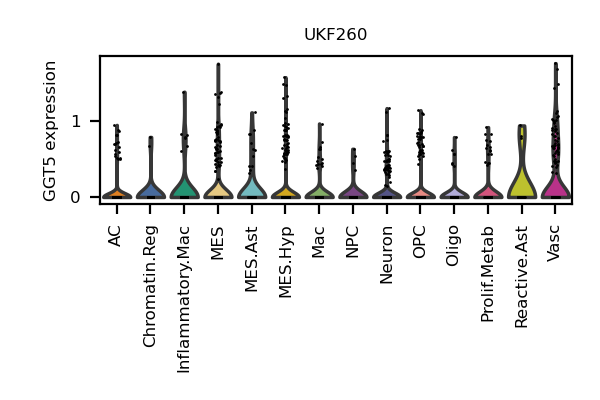 UKF260
GGT5 expression
1
0
AC
Chromatin.Reg
Inflammatory.Mac
MES
MES.Ast
MES.Hyp
Mac
NPC
Neuron
OPC
Oligo
Prolif.Metab
Reactive.Ast
Vasc